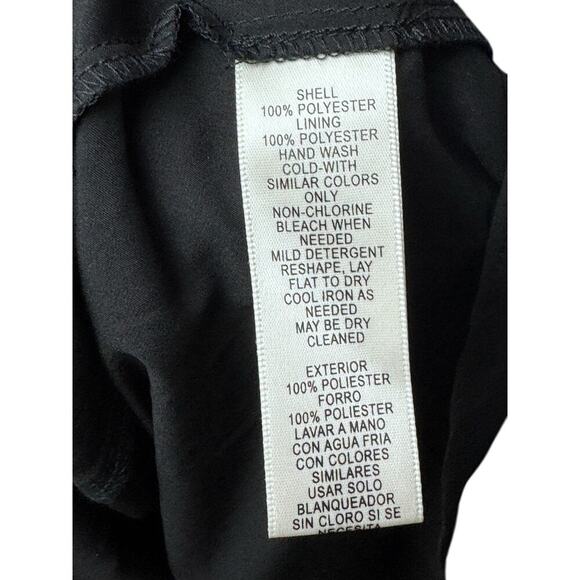 SHELL
100% POLYESTER
LINING
100% POLYESTER
HAND WASH
COLD-WITH
SIMILAR COLORS
ONLY
NON-CHLORINE
BLEACH WHEN
NEEDED
MILD DETERGENT
RESHAPE, LAY
FLAT TO DRY
COOL IRON AS
NEEDED
MAY BE DRY
CLEANED
EXTERIOR
100% POLIESTER
FORRO
100% POLIESTER
LAVAR A MANO
CON AGUA FRIA
CON COLORES
SIMILARES
USAR SOLO
BLANQUEADOR
SIN CLORO SI SE
NECESITA